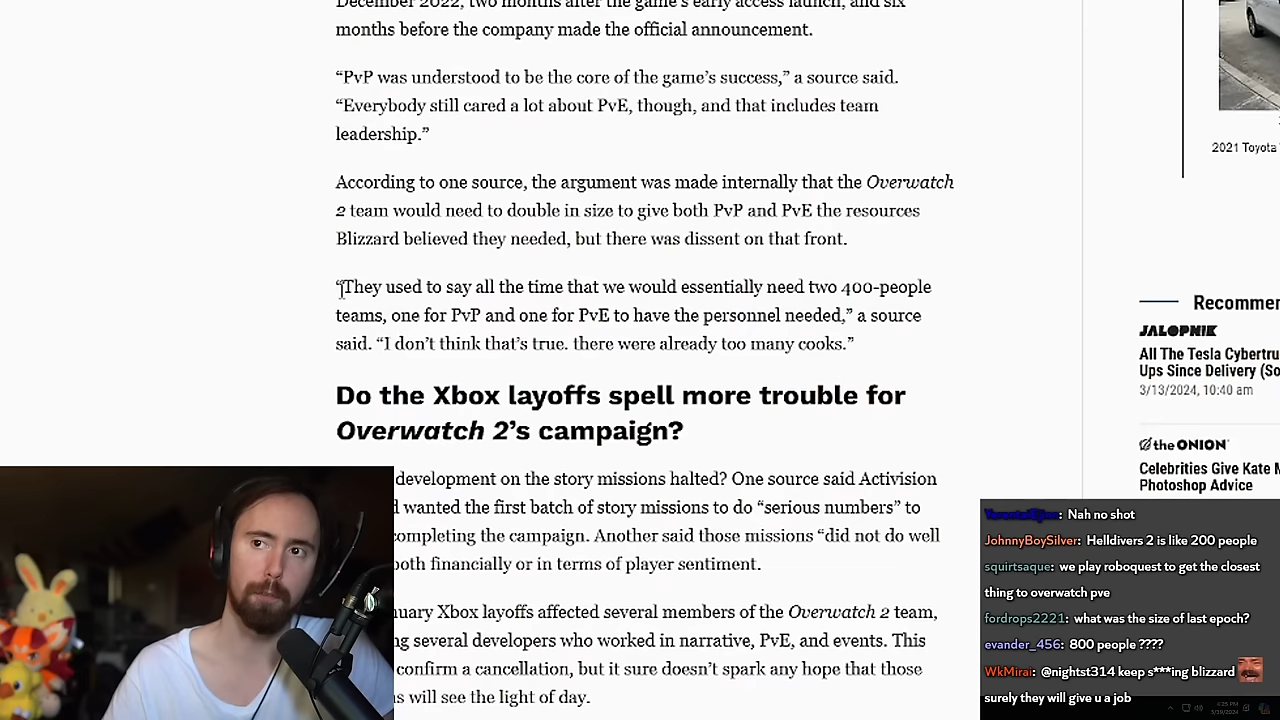 December 2022, two months after the game's early access launch, and six
months before the company made the official announcement.
“PvP was understood to be the core of the game's success,” a source said.
“Everybody still cared a lot about PvE, though, and that includes team
leadership.”
According to one source, the argument was made internally that the Overwatch
2 team would need to double in size to give both PvP and PvE the resources
Blizzard believed they needed, but there was dissent on that front.
“They used to say all the time that we would essentially need two 400-people
teams, one for PvP and one for PvE to have the personnel needed,” a source
said. “I don't think that's true. there were already too many cooks.”
Do the Xbox layoffs spell more trouble for
Overwatch 2's campaign?
development on the story missions halted? One source said Activision
wanted the first batch of story missions to do “serious numbers” to
completing the campaign. Another said those missions “did not do well
both financially or in terms of player sentiment.
nuary Xbox layoffs affected several members of the Overwatch 2 team,
ng several developers who worked in narrative, PvE, and events. This
confirm a cancellation, but it sure doesn't spark any hope that those
s will see the light of day.
2021 Toyota
Recommen
JALOPNIK
All The Tesla Cybertru
Ups Since Delivery (So
3/13/2024, 10:40 am
the ONION
Celebrities Give Kate M
Photoshop Advice
: Nah no shot
JohnnyBoySilver: Helldivers 2 is like 200 people
squirtsaque: we play roboquest to get the closest
thing to overwatch pve
fordrops2221: what was the size of last epoch?
evander_456: 800 people ????
WkMirai: @nightst314 keep s***ing blizzard
surely they will give u a job
4:25 PM